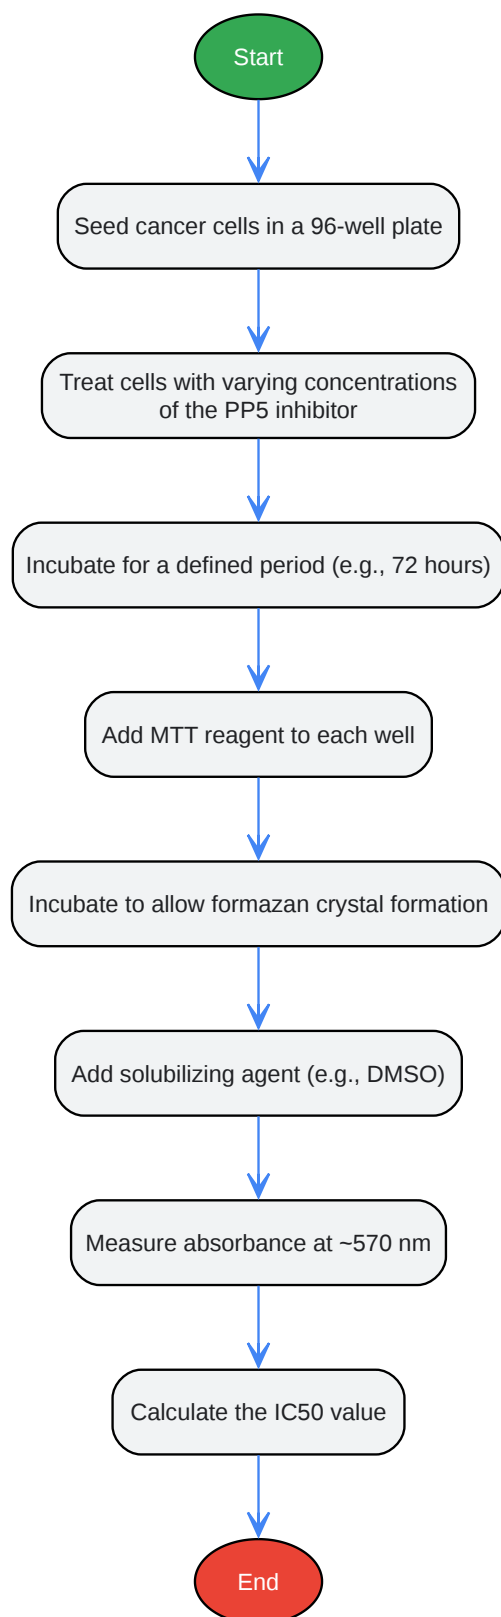 Start
Seed cancer cells in a 96-well plate
Treat cells with varying concentrations
of the PP5 inhibitor
Incubate for a defined period (e.g., 72 hours)
Add MTT reagent to each well
Incubate to allow formazan crystal formation
Add solubilizing agent (e.g., DMSO)
Measure absorbance at ~570 nm
Calculate the IC50 value
End